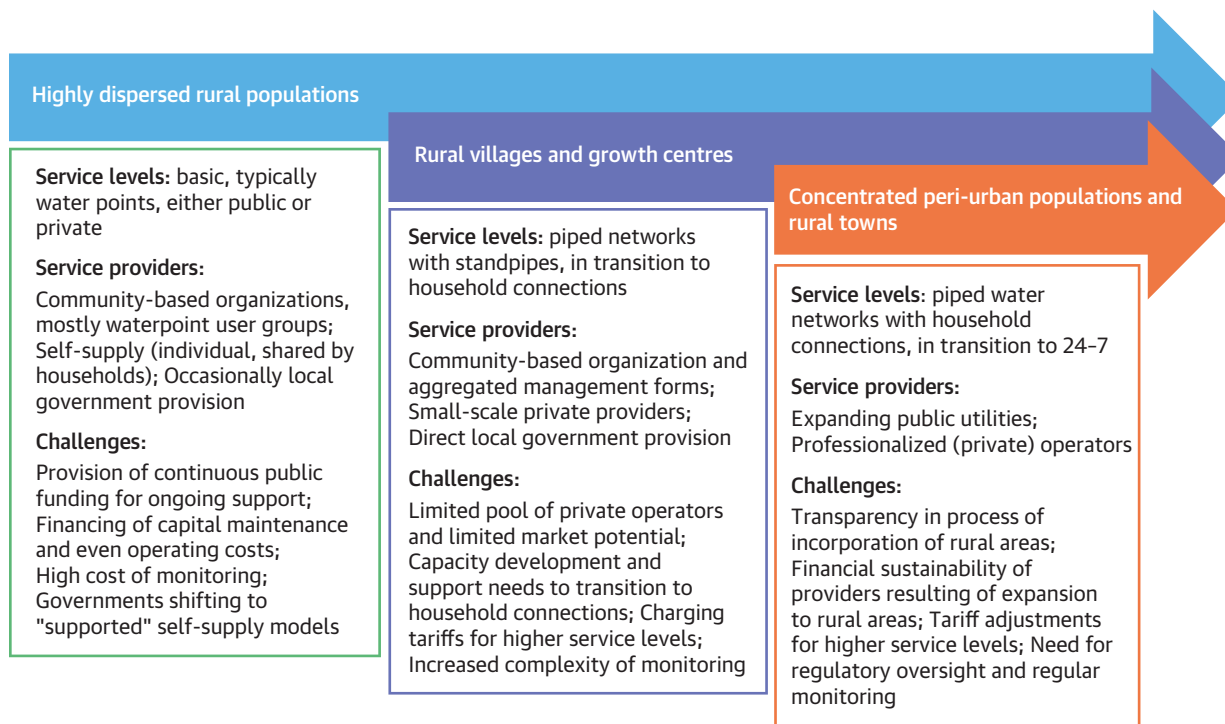 Highly dispersed rural populations
Service levels: basic, typically
water points, either public or
private
Service providers:
Community-based organizations,
mostly waterpoint user groups;
Self-supply (individual, shared by
households); Occasionally local
government provision
Challenges:
Provision of continuous public
funding for ongoing support;
Financing of capital maintenance
and even operating costs;
High cost of monitoring;
Governments shifting to
"supported" self-supply models
Rural villages and growth centres
Service levels: piped networks
with standpipes, in transition to
household connections
Service providers:
Community-based organization and
aggregated management forms;
Small-scale private providers;
Direct local government provision
Challenges:
Limited pool of private operators
and limited market potential;
Capacity development and
support needs to transition to
household connections; Charging
tariffs for higher service levels;
Increased complexity of monitoring
Concentrated peri-urban populations and
rural towns
Service levels: piped water
networks with household
connections, in transition to 24–7
Service providers:
Expanding public utilities;
Professionalized (private) operators
Challenges:
Transparency in process of
incorporation of rural areas;
Financial sustainability of
providers resulting of expansion
to rural areas; Tariff adjustments
for higher service levels; Need for
regulatory oversight and regular
monitoring